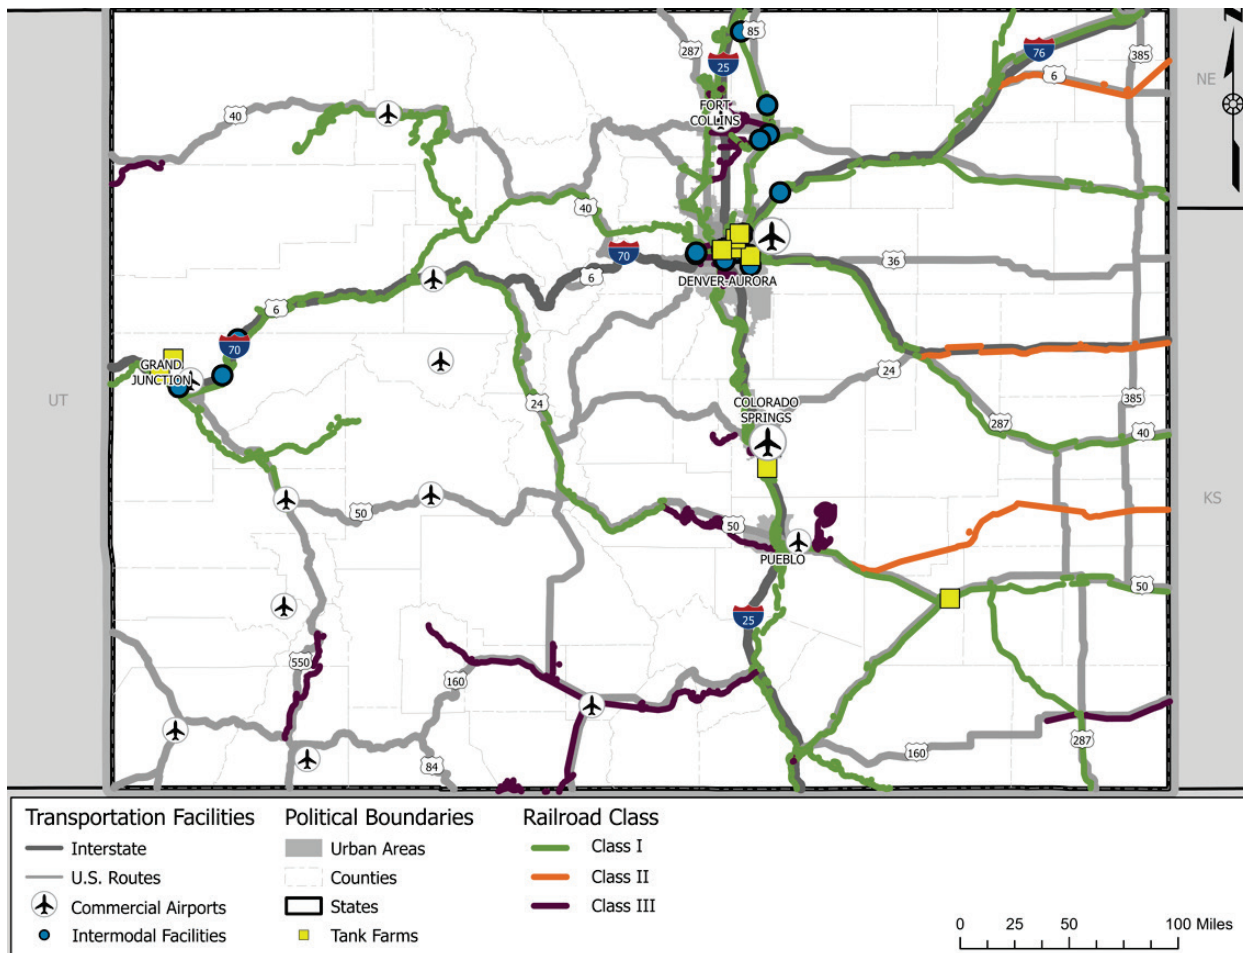 85
287
25
76
385
6
NE
40
FORT
COLLINS
40
70
6
36
DENVER-AURORA
6
70
GRAND
JUNCTION
UT
24
24
COLORADO
SPRINGS
385
287
40
KS
50
50
PUEBLO
50
25
550
160
84
160
287
Transportation Facilities
Interstate
U.S. Routes
Commercial Airports
Intermodal Facilities
Political Boundaries
Urban Areas
Counties
States
Tank Farms
Railroad Class
Class I
Class II
Class III
0 25 50 100 Miles